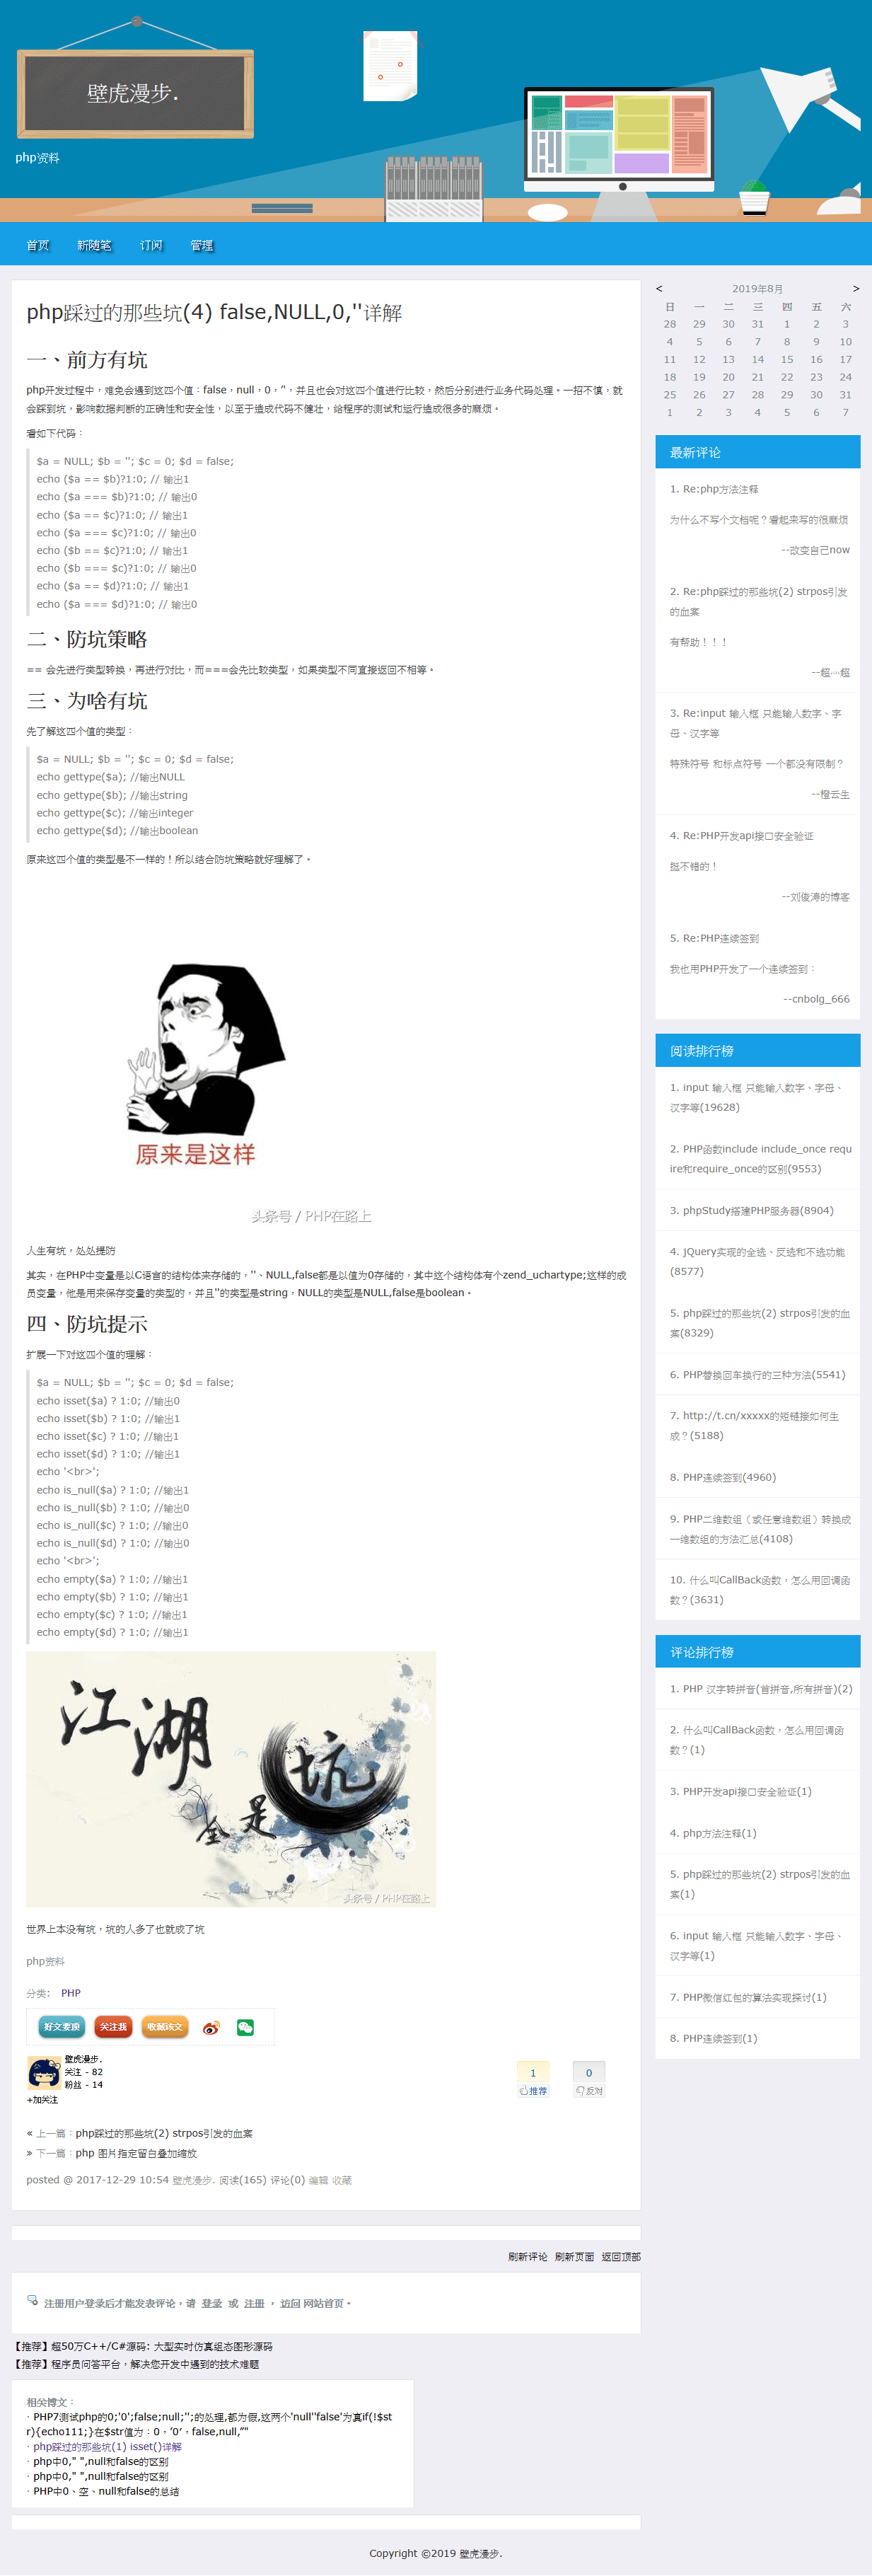 壁虎漫步.
php资料
首页 新随笔 订阅 管理
php踩过的那些坑(4) false,NULL,0,''详解
一、前方有坑
php开发过程中，难免会遇到这四个值：false，null，0，''，并且也会对这四个值进行比较，然后分别进行业务代码处理。一招不慎，就
会踩到坑，影响数据判断的正确性和安全性，以至于造成代码不健壮，给程序的测试和运行造成很多的麻烦。
看如下代码：
$a = NULL; $b = ''; $c = 0; $d = false;
echo ($a == $b)?1:0; // 输出1
echo ($a === $b)?1:0; // 输出0
echo ($a == $c)?1:0; // 输出1
echo ($a === $c)?1:0; // 输出0
echo ($b == $c)?1:0; // 输出1
echo ($b === $c)?1:0; // 输出0
echo ($a == $d)?1:0; // 输出1
echo ($a === $d)?1:0; // 输出0
二、防坑策略
== 会先进行类型转换，再进行对比，而===会先比较类型，如果类型不同直接返回不相等。
三、为啥有坑
先了解这四个值的类型：
$a = NULL; $b = ''; $c = 0; $d = false;
echo gettype($a); //输出NULL
echo gettype($b); //输出string
echo gettype($c); //输出integer
echo gettype($d); //输出boolean
原来这四个值的类型是不一样的！所以结合防坑策略就好理解了。
原来是这样
头条号 / PHP在路上
人生有坑，处处提防
其实，在PHP中变量是以C语言的结构体来存储的，''、NULL,false都是以值为0存储的，其中这个结构体有个zend_uchartype;这样的成
员变量，他是用来保存变量的类型的，并且''的类型是string，NULL的类型是NULL,false是boolean。
四、防坑提示
扩展一下对这四个值的理解：
$a = NULL; $b = ''; $c = 0; $d = false;
echo isset($a) ? 1:0; //输出0
echo isset($b) ? 1:0; //输出1
echo isset($c) ? 1:0; //输出1
echo isset($d) ? 1:0; //输出1
echo '<br>';
echo is_null($a) ? 1:0; //输出1
echo is_null($b) ? 1:0; //输出0
echo is_null($c) ? 1:0; //输出0
echo is_null($d) ? 1:0; //输出0
echo '<br>';
echo empty($a) ? 1:0; //输出1
echo empty($b) ? 1:0; //输出1
echo empty($c) ? 1:0; //输出1
echo empty($d) ? 1:0; //输出1
江湖
全是
坑
头条号 / PHP在路上
世界上本没有坑，坑的人多了也就成了坑
php资料
分类: PHP
好文要顶 关注我 收藏该文
壁虎漫步.
关注 - 82
粉丝 - 14
+加关注
1 0
推荐 反对
« 上一篇：php踩过的那些坑(2) strpos引发的血案
» 下一篇：php 图片指定留白叠加缩放
posted @ 2017-12-29 10:54 壁虎漫步. 阅读(165) 评论(0) 编辑 收藏
刷新评论 刷新页面 返回顶部
注册用户登录后才能发表评论，请 登录 或 注册 ， 访问 网站首页。
【推荐】超50万C++/C#源码: 大型实时仿真组态图形源码
【推荐】程序员问答平台，解决您开发中遇到的技术难题
相关博文：
· PHP7测试php的0;'0';false;null;'';的处理,都为假,这两个'null''false'为真if(!$st
r){echo111;}在$str值为：0，‘0’，false,null,“”
· php踩过的那些坑(1) isset()详解
· php中0," ",null和false的区别
· php中0," ",null和false的区别
· PHP中0、空、null和false的总结
< 2019年8月 >
日 一 二 三 四 五 六
28 29 30 31 1 2 3
4 5 6 7 8 9 10
11 12 13 14 15 16 17
18 19 20 21 22 23 24
25 26 27 28 29 30 31
1 2 3 4 5 6 7
最新评论
1. Re:php方法注释
为什么不写个文档呢？看起来写的很麻烦
--改变自己now
2. Re:php踩过的那些坑(2) strpos引发
的血案
有帮助！！！
--超灬超
3. Re:input 输入框 只能输入数字、字
母、汉字等
特殊符号 和标点符号 一个都没有限制？
--橙云生
4. Re:PHP开发api接口安全验证
挺不错的！
--刘俊涛的博客
5. Re:PHP连续签到
我也用PHP开发了一个连续签到：
--cnbolg_666
阅读排行榜
1. input 输入框 只能输入数字、字母、
汉字等(19628)
2. PHP函数include include_once requ
ire和require_once的区别(9553)
3. phpStudy搭建PHP服务器(8904)
4. jQuery实现的全选、反选和不选功能
(8577)
5. php踩过的那些坑(2) strpos引发的血
案(8329)
6. PHP替换回车换行的三种方法(5541)
7. http://t.cn/xxxxx的短链接如何生
成？(5188)
8. PHP连续签到(4960)
9. PHP二维数组（或任意维数组）转换成
一维数组的方法汇总(4108)
10. 什么叫CallBack函数，怎么用回调函
数？(3631)
评论排行榜
1. PHP 汉字转拼音(首拼音,所有拼音)(2)
2. 什么叫CallBack函数，怎么用回调函
数？(1)
3. PHP开发api接口安全验证(1)
4. php方法注释(1)
5. php踩过的那些坑(2) strpos引发的血
案(1)
6. input 输入框 只能输入数字、字母、
汉字等(1)
7. PHP微信红包的算法实现探讨(1)
8. PHP连续签到(1)
Copyright ©2019 壁虎漫步.